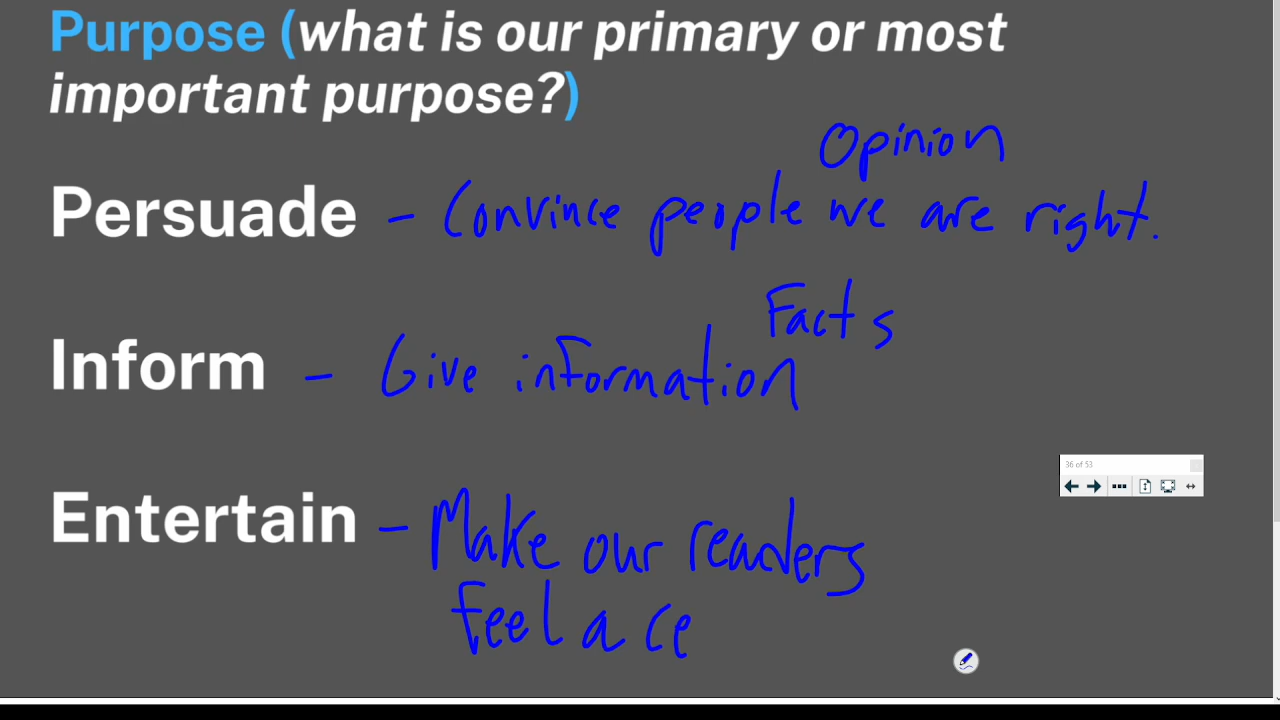 Purpose (what is our primary or most
important purpose?)
Opinion
Persuade - Convince people we are right.
Facts
Inform - Give information
Entertain - Make our readers
feel a ce
36 of 53